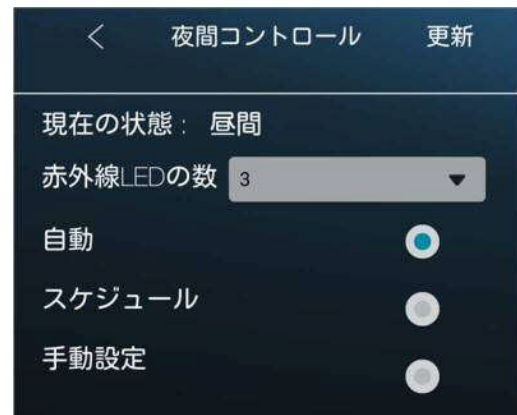 < 夜間コントロール 更新
現在の状態： 昼間
赤外線LEDの数 3
自動
スケジュール
手動設定